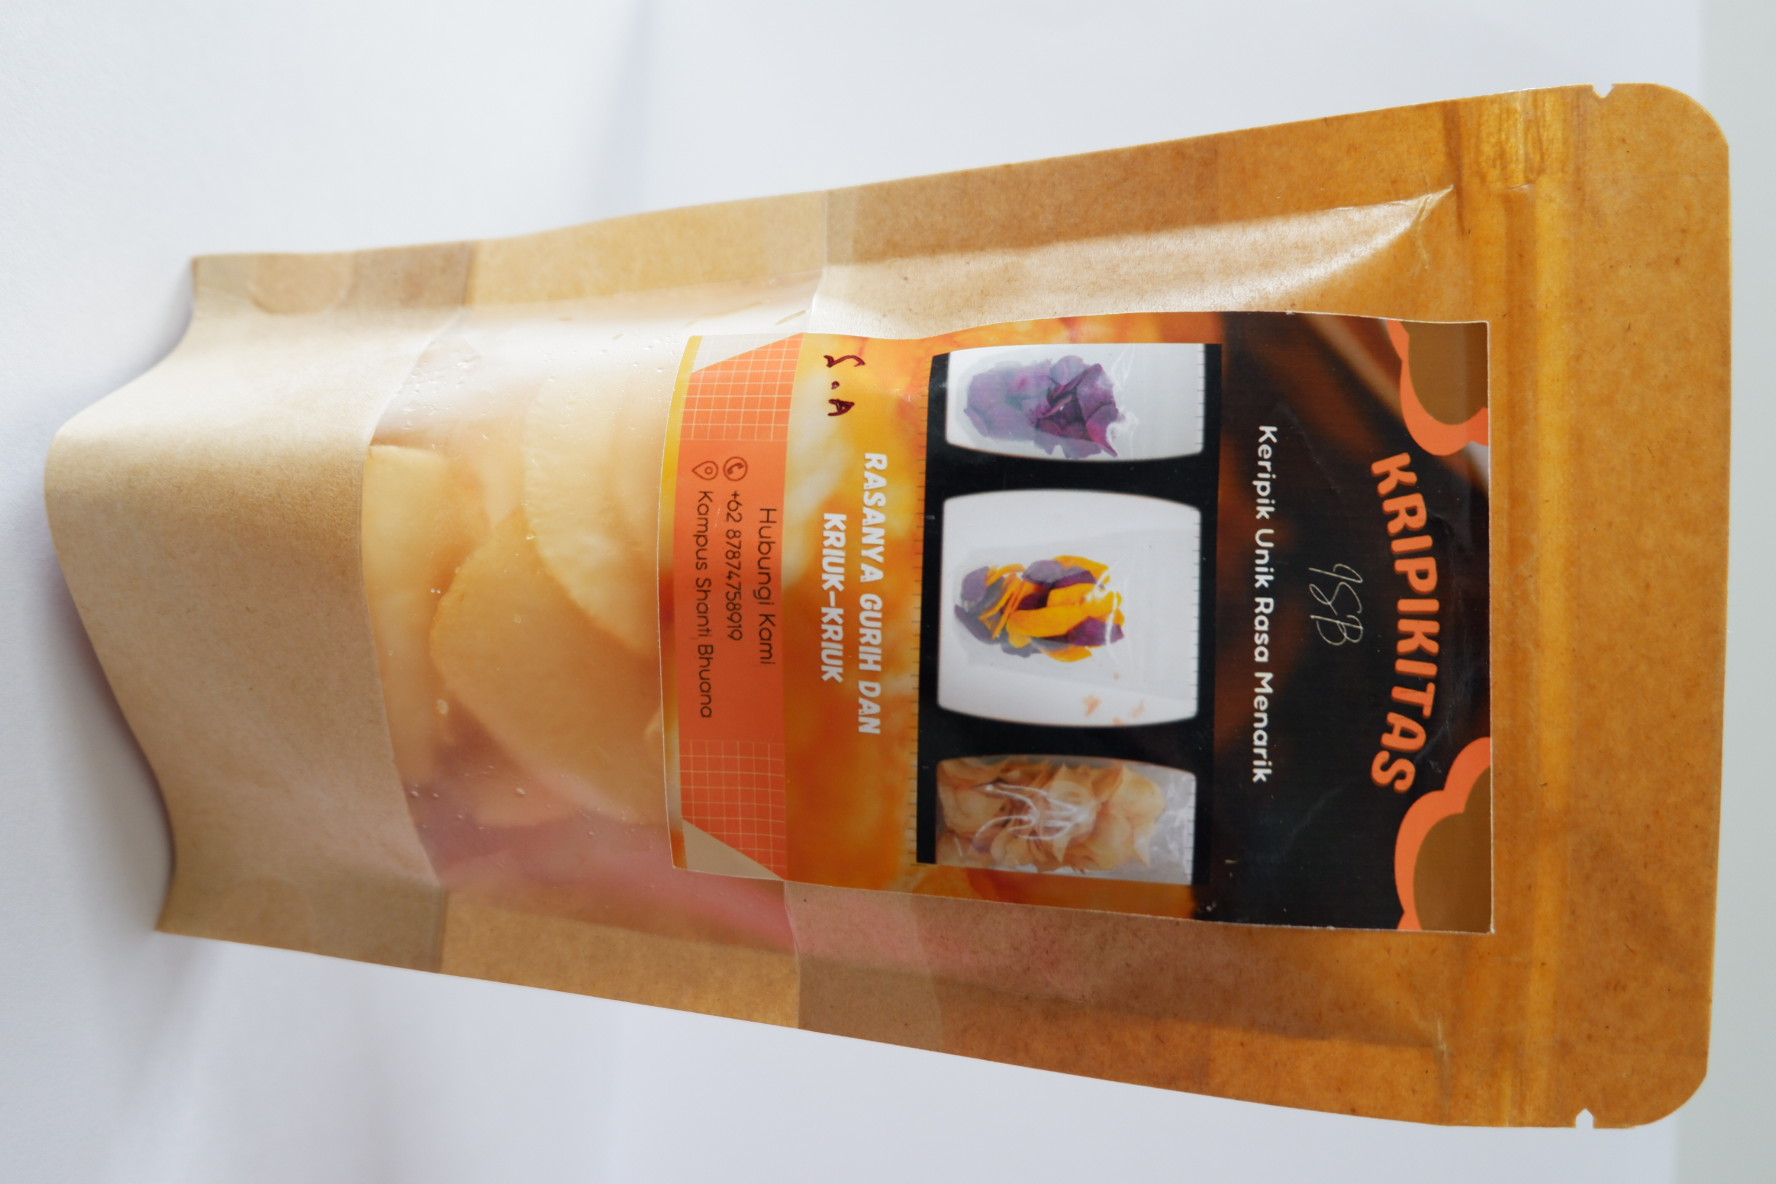 KRIPIKITAS
ISB
Keripik Unik Rasa Menarik
RASANYA GURIH DAN
KRIUK-KRIUK
S.A
Hubungi Kami
+62 87874758919
Kampus Shanti Bhuana